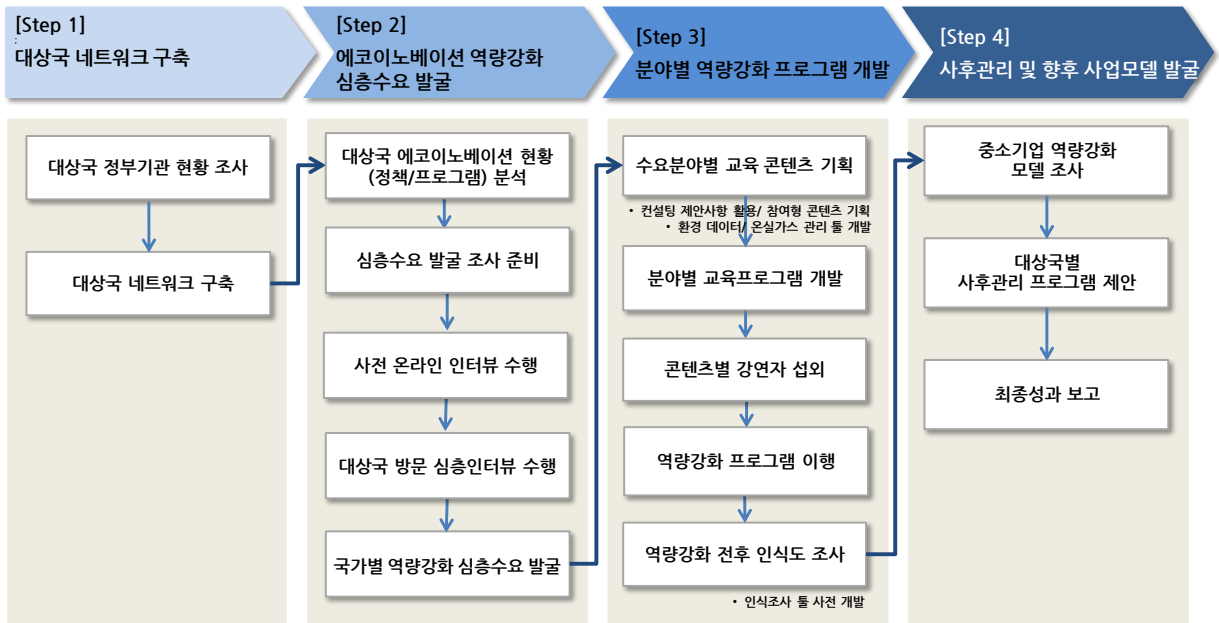 [Step 1]
대상국 네트워크 구축
[Step 2]
에코이노베이션 역량강화
심층수요 발굴
[Step 3]
분야별 역량강화 프로그램 개발
[Step 4]
사후관리 및 향후 사업모델 발굴
대상국 정부기관 현황 조사
대상국 네트워크 구축
대상국 에코이노베이션 현황
(정책/프로그램) 분석
심층수요 발굴 조사 준비
사전 온라인 인터뷰 수행
대상국 방문 심층인터뷰 수행
국가별 역량강화 심층수요 발굴
수요분야별 교육 콘텐츠 기획
• 컨설팅 제안사항 활용/ 참여형 콘텐츠 기획
• 환경 데이터/ 온실가스 관리 툴 개발
분야별 교육프로그램 개발
콘텐츠별 강연자 섭외
역량강화 프로그램 이행
역량강화 전후 인식도 조사
• 인식조사 툴 사전 개발
중소기업 역량강화
모델 조사
대상국별
사후관리 프로그램 제안
최종성과 보고